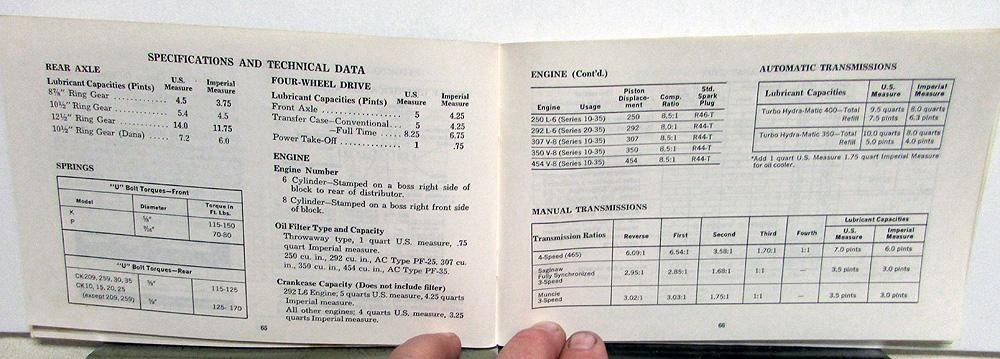 SPECIFICATIONS AND TECHNICAL DATA
REAR AXLE
Lubricant Capacities (Pints) U.S. Measure Imperial Measure
8⅞" Ring Gear 4.5 3.75
10½" Ring Gear 5.4 4.5
12¼" Ring Gear 14.0 11.75
10½" Ring Gear (Dana) 7.2 6.0
SPRINGS
"U" Bolt Torques—Front
Model Diameter Torque in Ft. Lbs.
K 115-150
P 70-80
"U" Bolt Torques—Rear
CK209, 259, 30, 35 115-125
CK10, 15, 20, 25
(except 209, 259) 125-170
FOUR-WHEEL DRIVE
Lubricant Capacities (Pints) U.S. Measure Imperial Measure
Front Axle 5 4.25
Transfer Case—Conventional 5 4.25
—Full Time 8.25 6.75
Power Take-Off 1 .75
ENGINE
Engine Number
6 Cylinder—Stamped on a boss right side of
block to rear of distributor.
8 Cylinder—Stamped on a boss right front side
of block.
Oil Filter Type and Capacity
Throwaway type, 1 quart U.S. measure, .75
quart Imperial measure.
250 cu. in., 292 cu. in., AC Type PF-25. 307 cu.
in., 350 cu. in., 454 cu. in., AC Type PF-35.
Crankcase Capacity (Does not include filter)
292 L6 Engine; 5 quarts U.S. measure, 4.25 quarts
Imperial measure.
All other engines; 4 quarts U.S. measure, 3.25
quarts Imperial measure.
65
ENGINE (Cont'd.)
Engine Usage Piston Displace-ment Comp. Ratio Std. Spark Plug
250 L-6 (Series 10-35) 250 8.5:1 R46-T
292 L-6 (Series 20-35) 292 8.0:1 R44-T
307 V-8 (Series 10-35) 307 8.5:1 R44-T
350 V-8 (Series 10-35) 350 8.5:1 R44-T
454 V-8 (Series 10-35) 454 8.5:1 R44-T
AUTOMATIC TRANSMISSIONS
Lubricant Capacities U.S. Measure Imperial Measure
Turbo Hydra-Matic 400—Total 9.5 quarts 8.0 quarts
Refill 7.5 pints 6.3 pints
Turbo Hydra-Matic 350—Total 10.0 quarts 8.0 quarts
Refill 5.0 pints 4.0 pints
*Add 1 quart U.S. Measure 1.75 quart Imperial Measure
for oil cooler.
MANUAL TRANSMISSIONS
Lubricant Capacities
Transmission Ratios Reverse First Second Third Fourth U.S. Measure Imperial Measure
4-Speed (465) 6.09:1 6.54:1 3.58:1 1.70:1 1:1 7.0 pints 6.0 pints
Saginaw
Fully Synchronized
3-Speed 2.95:1 2.85:1 1.68:1 1:1 — 3.5 pints 3.0 pints
Muncie
3-Speed 3.02:1 3.03:1 1.75:1 1:1 — 3.5 pints 3.0 pints
66